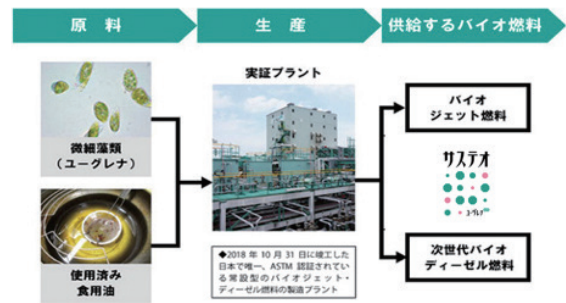 原料
生産
供給するバイオ燃料
微細藻類
（ユーグレナ）
使用済み
食用油
実証プラント
◆2018 年 10 月 31 日に竣工した
日本で唯一、ASTM 認証されてい
る常設型のバイオジェット・
ディーゼル燃料の製造プラント
バイオ
ジェット燃料
サステオ
ユーグレナ
次世代バイオ
ディーゼル燃料